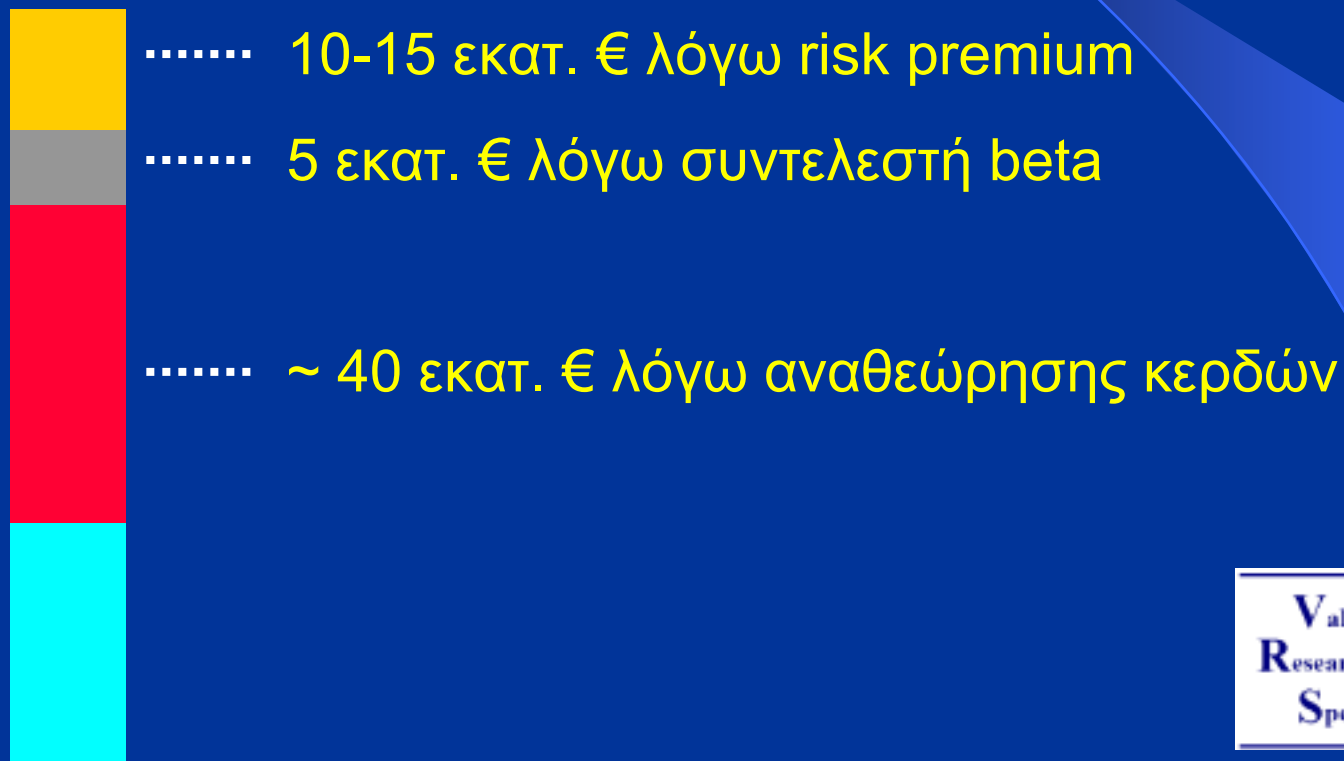 10-15 εκατ. € λόγω risk premium
5 εκατ. € λόγω συντελεστή beta
~ 40 εκατ. € λόγω αναθεώρησης κερδών